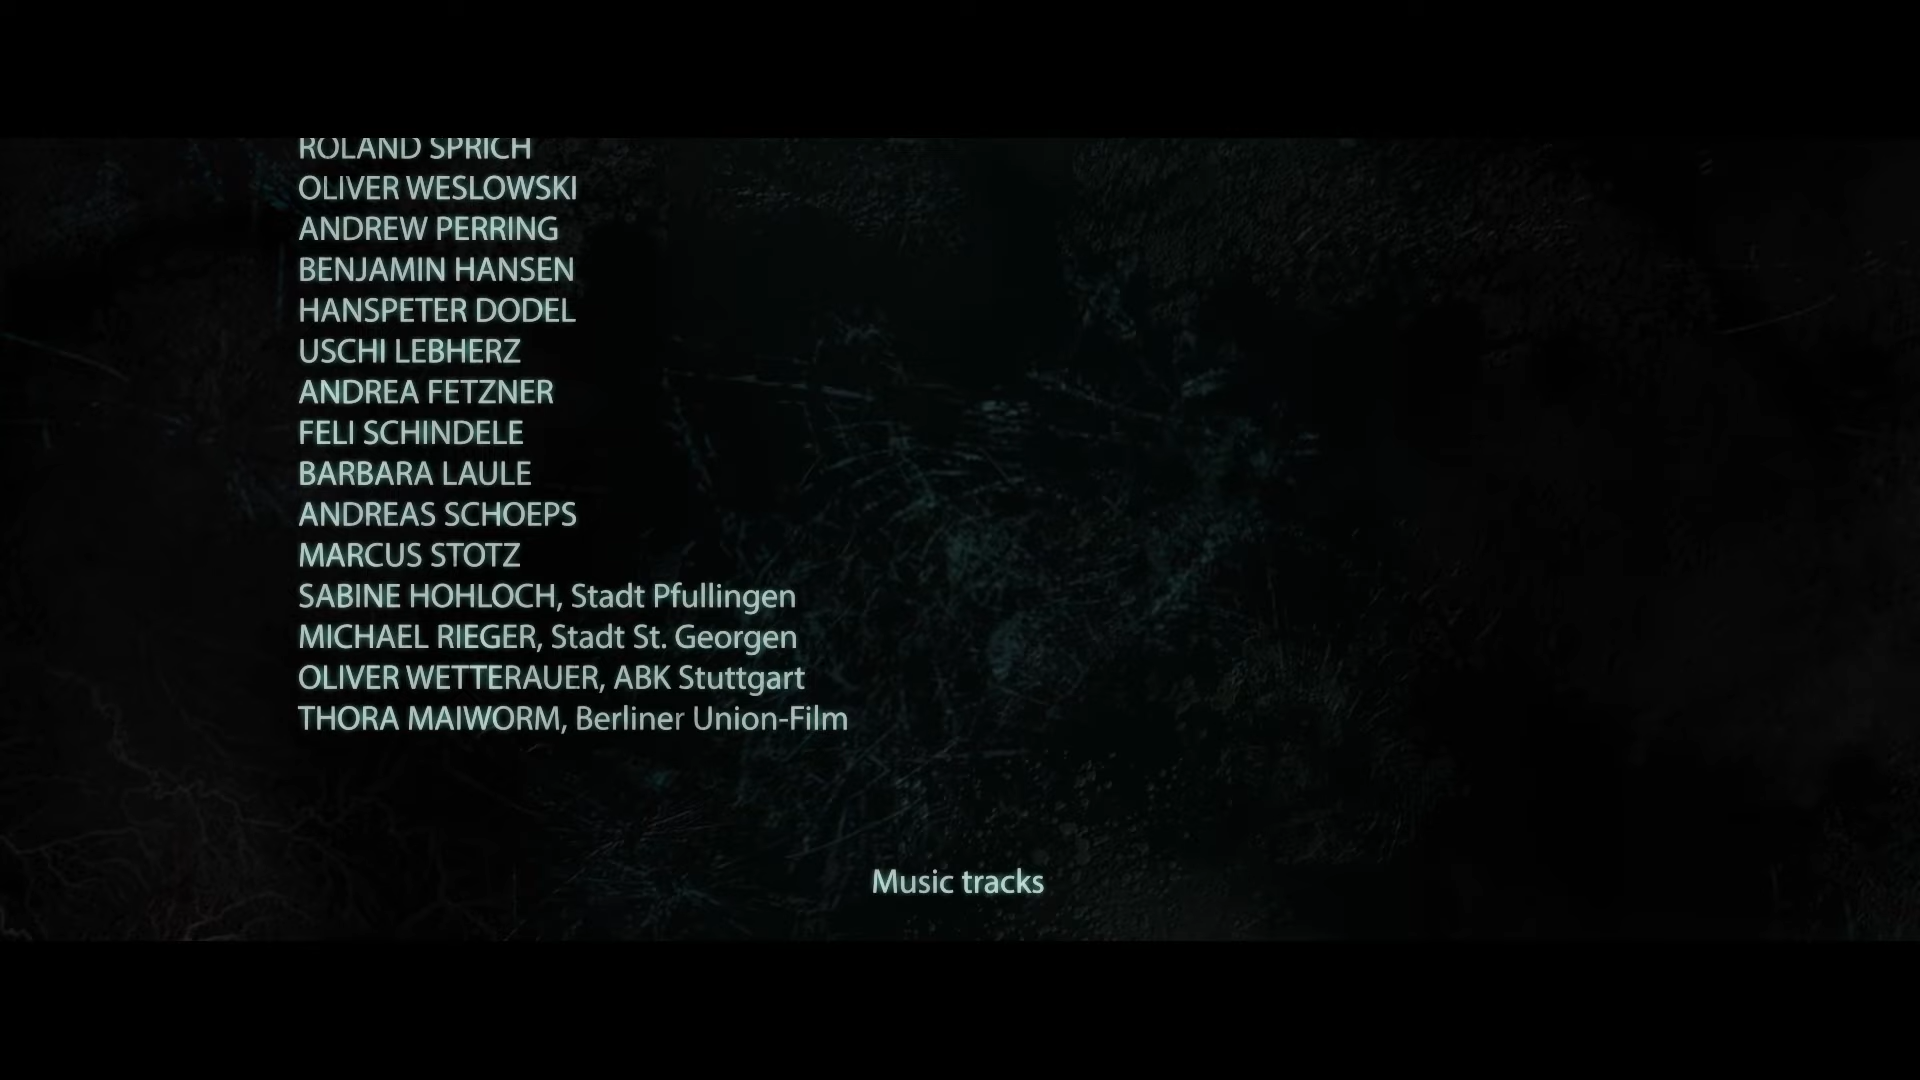 ROLAND SPRICH
OLIVER WESLOWSKI
ANDREW PERRING
BENJAMIN HANSEN
HANSPETER DODEL
USCHI LEBHERZ
ANDREA FETZNER
FELI SCHINDELE
BARBARA LAULE
ANDREAS SCHOEPS
MARCUS STOTZ
SABINE HOHLOCH, Stadt Pfullingen
MICHAEL RIEGER, Stadt St. Georgen
OLIVER WETTERAUER, ABK Stuttgart
THORA MAIWORM, Berliner Union-Film
Music tracks